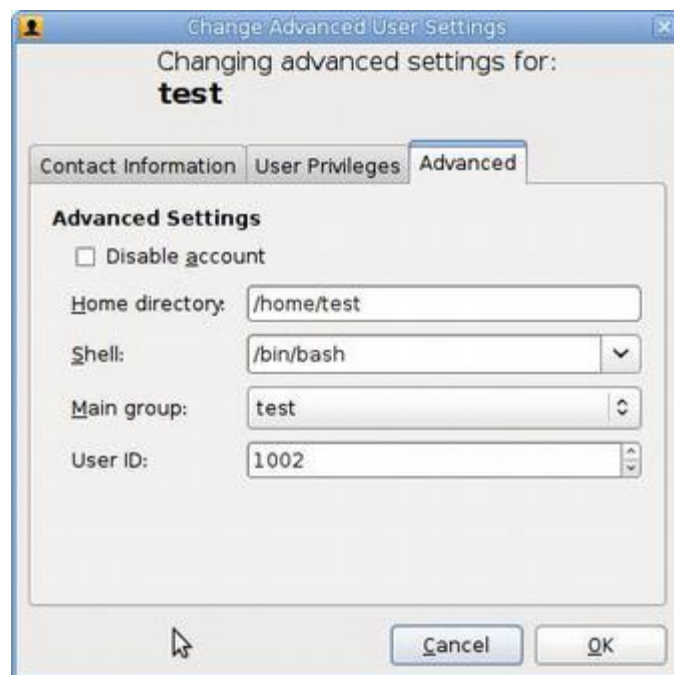 Change Advanced User Settings
Changing advanced settings for:
test
Contact Information User Privileges Advanced
Advanced Settings
Disable account
Home directory: /home/test
Shell: /bin/bash
Main group: test
User ID: 1002
Cancel OK